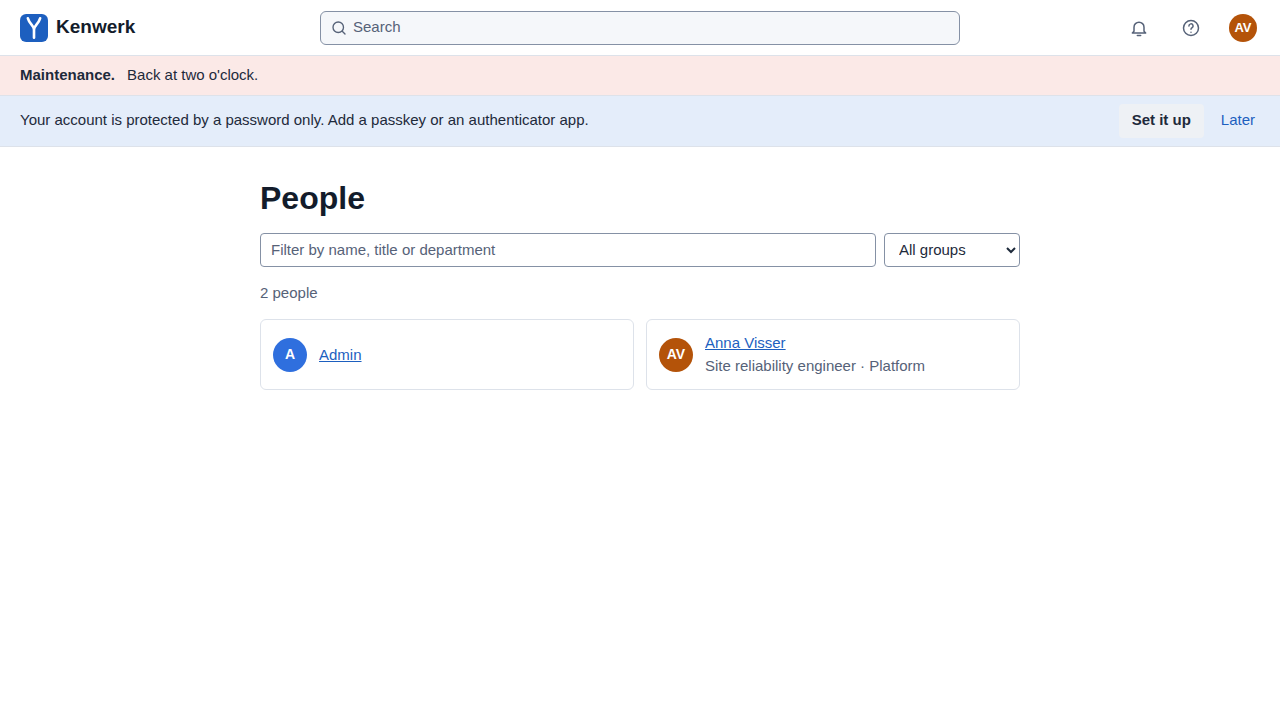 Kenwerk
Search
AV
Maintenance. Back at two o'clock.
Your account is protected by a password only. Add a passkey or an authenticator app.
Set it up
Later
People
Filter by name, title or department
All groups
2 people
A
Admin
AV
Anna Visser
Site reliability engineer · Platform